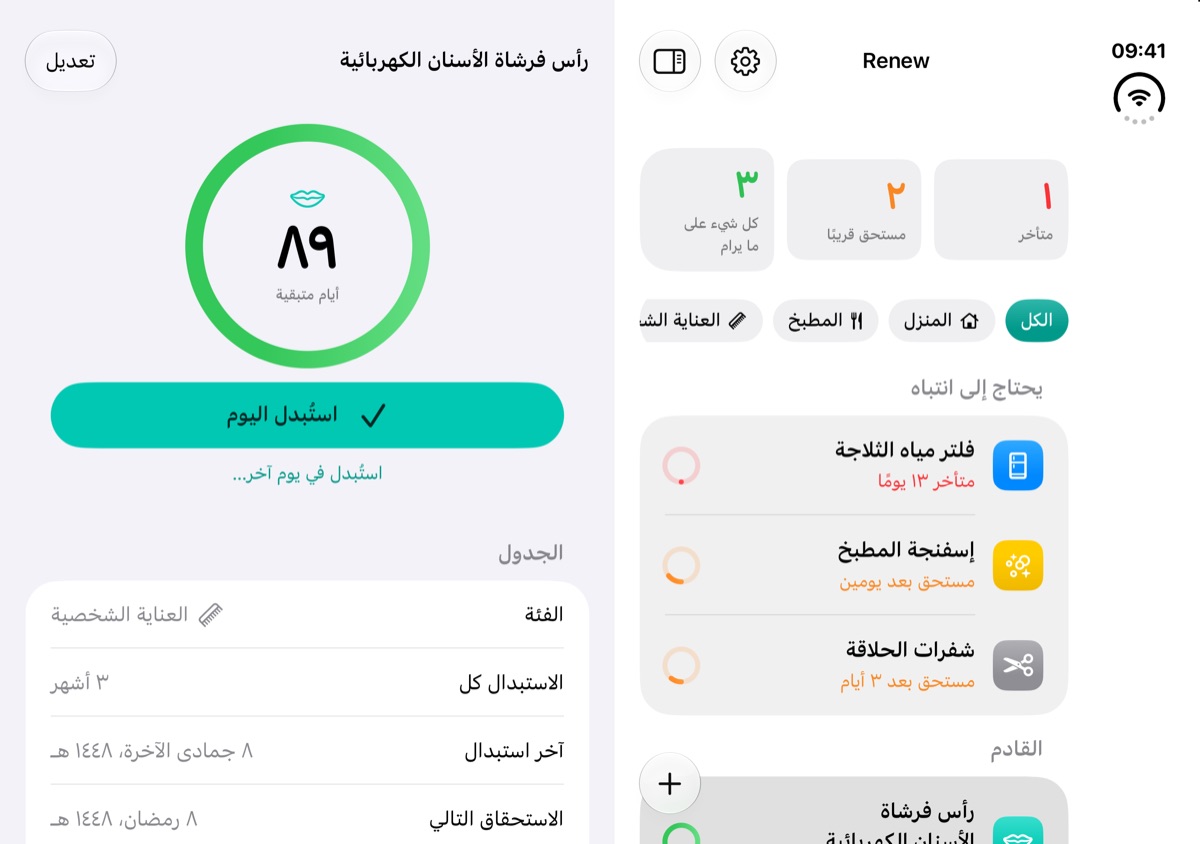 09:41
Renew
١
متأخر
٢
مستحق قريبًا
٣
كل شيء على
ما يرام
الكل
المنزل
المطبخ
العناية
يحتاج إلى انتباه
فلتر مياه الثلاجة
متأخر ١٣ يومًا
إسفنجة المطبخ
مستحق بعد يومين
شفرات الحلاقة
مستحق بعد ٣ أيام
القادم
رأس فرشاة
الأسنان الكهربائية
رأس فرشاة الأسنان الكهربائية
تعديل
٨٩
أيام متبقية
استُبدل اليوم
استُبدل في يوم آخر...
الجدول
الفئة
العناية الشخصية
الاستبدال كل
٣ أشهر
آخر استبدال
٨ جمادى الآخرة، ١٤٤٨ هـ
الاستحقاق التالي
٨ رمضان، ١٤٤٨ هـ